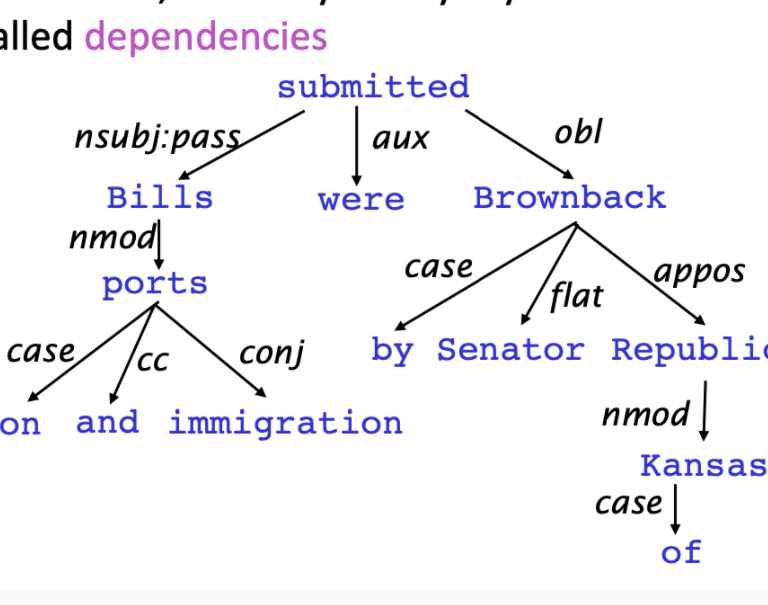 alled dependencies
submitted
nsubj:pass aux obl
Bills were Brownback
nmod case flat appos
ports
case cc conj by Senator Republic
on and immigration nmod
Kansas
case
of